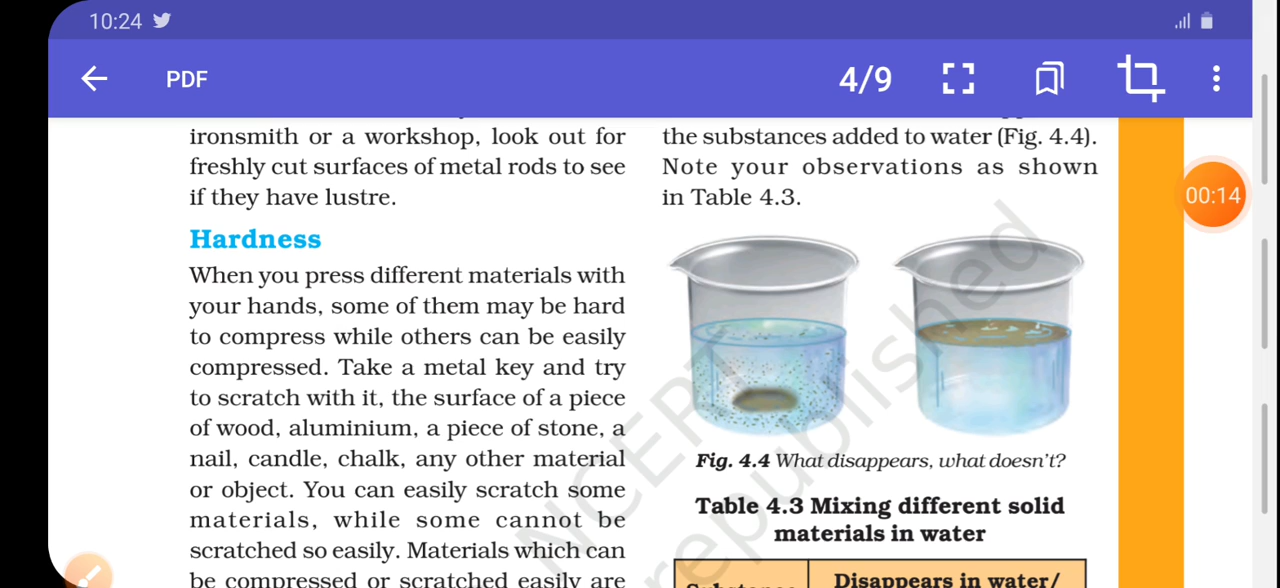 10:24
PDF
4/9
00:14
ironsmith or a workshop, look out for
freshly cut surfaces of metal rods to see
if they have lustre.
Hardness
When you press different materials with
your hands, some of them may be hard
to compress while others can be easily
compressed. Take a metal key and try
to scratch with it, the surface of a piece
of wood, aluminium, a piece of stone, a
nail, candle, chalk, any other material
or object. You can easily scratch some
materials, while some cannot be
scratched so easily. Materials which can
be compressed or scratched easily are
the substances added to water (Fig. 4.4).
Note your observations as shown
in Table 4.3.
Fig. 4.4 What disappears, what doesn't?
Table 4.3 Mixing different solid
materials in water
Substance
Disappears in water/
NCERT
republished